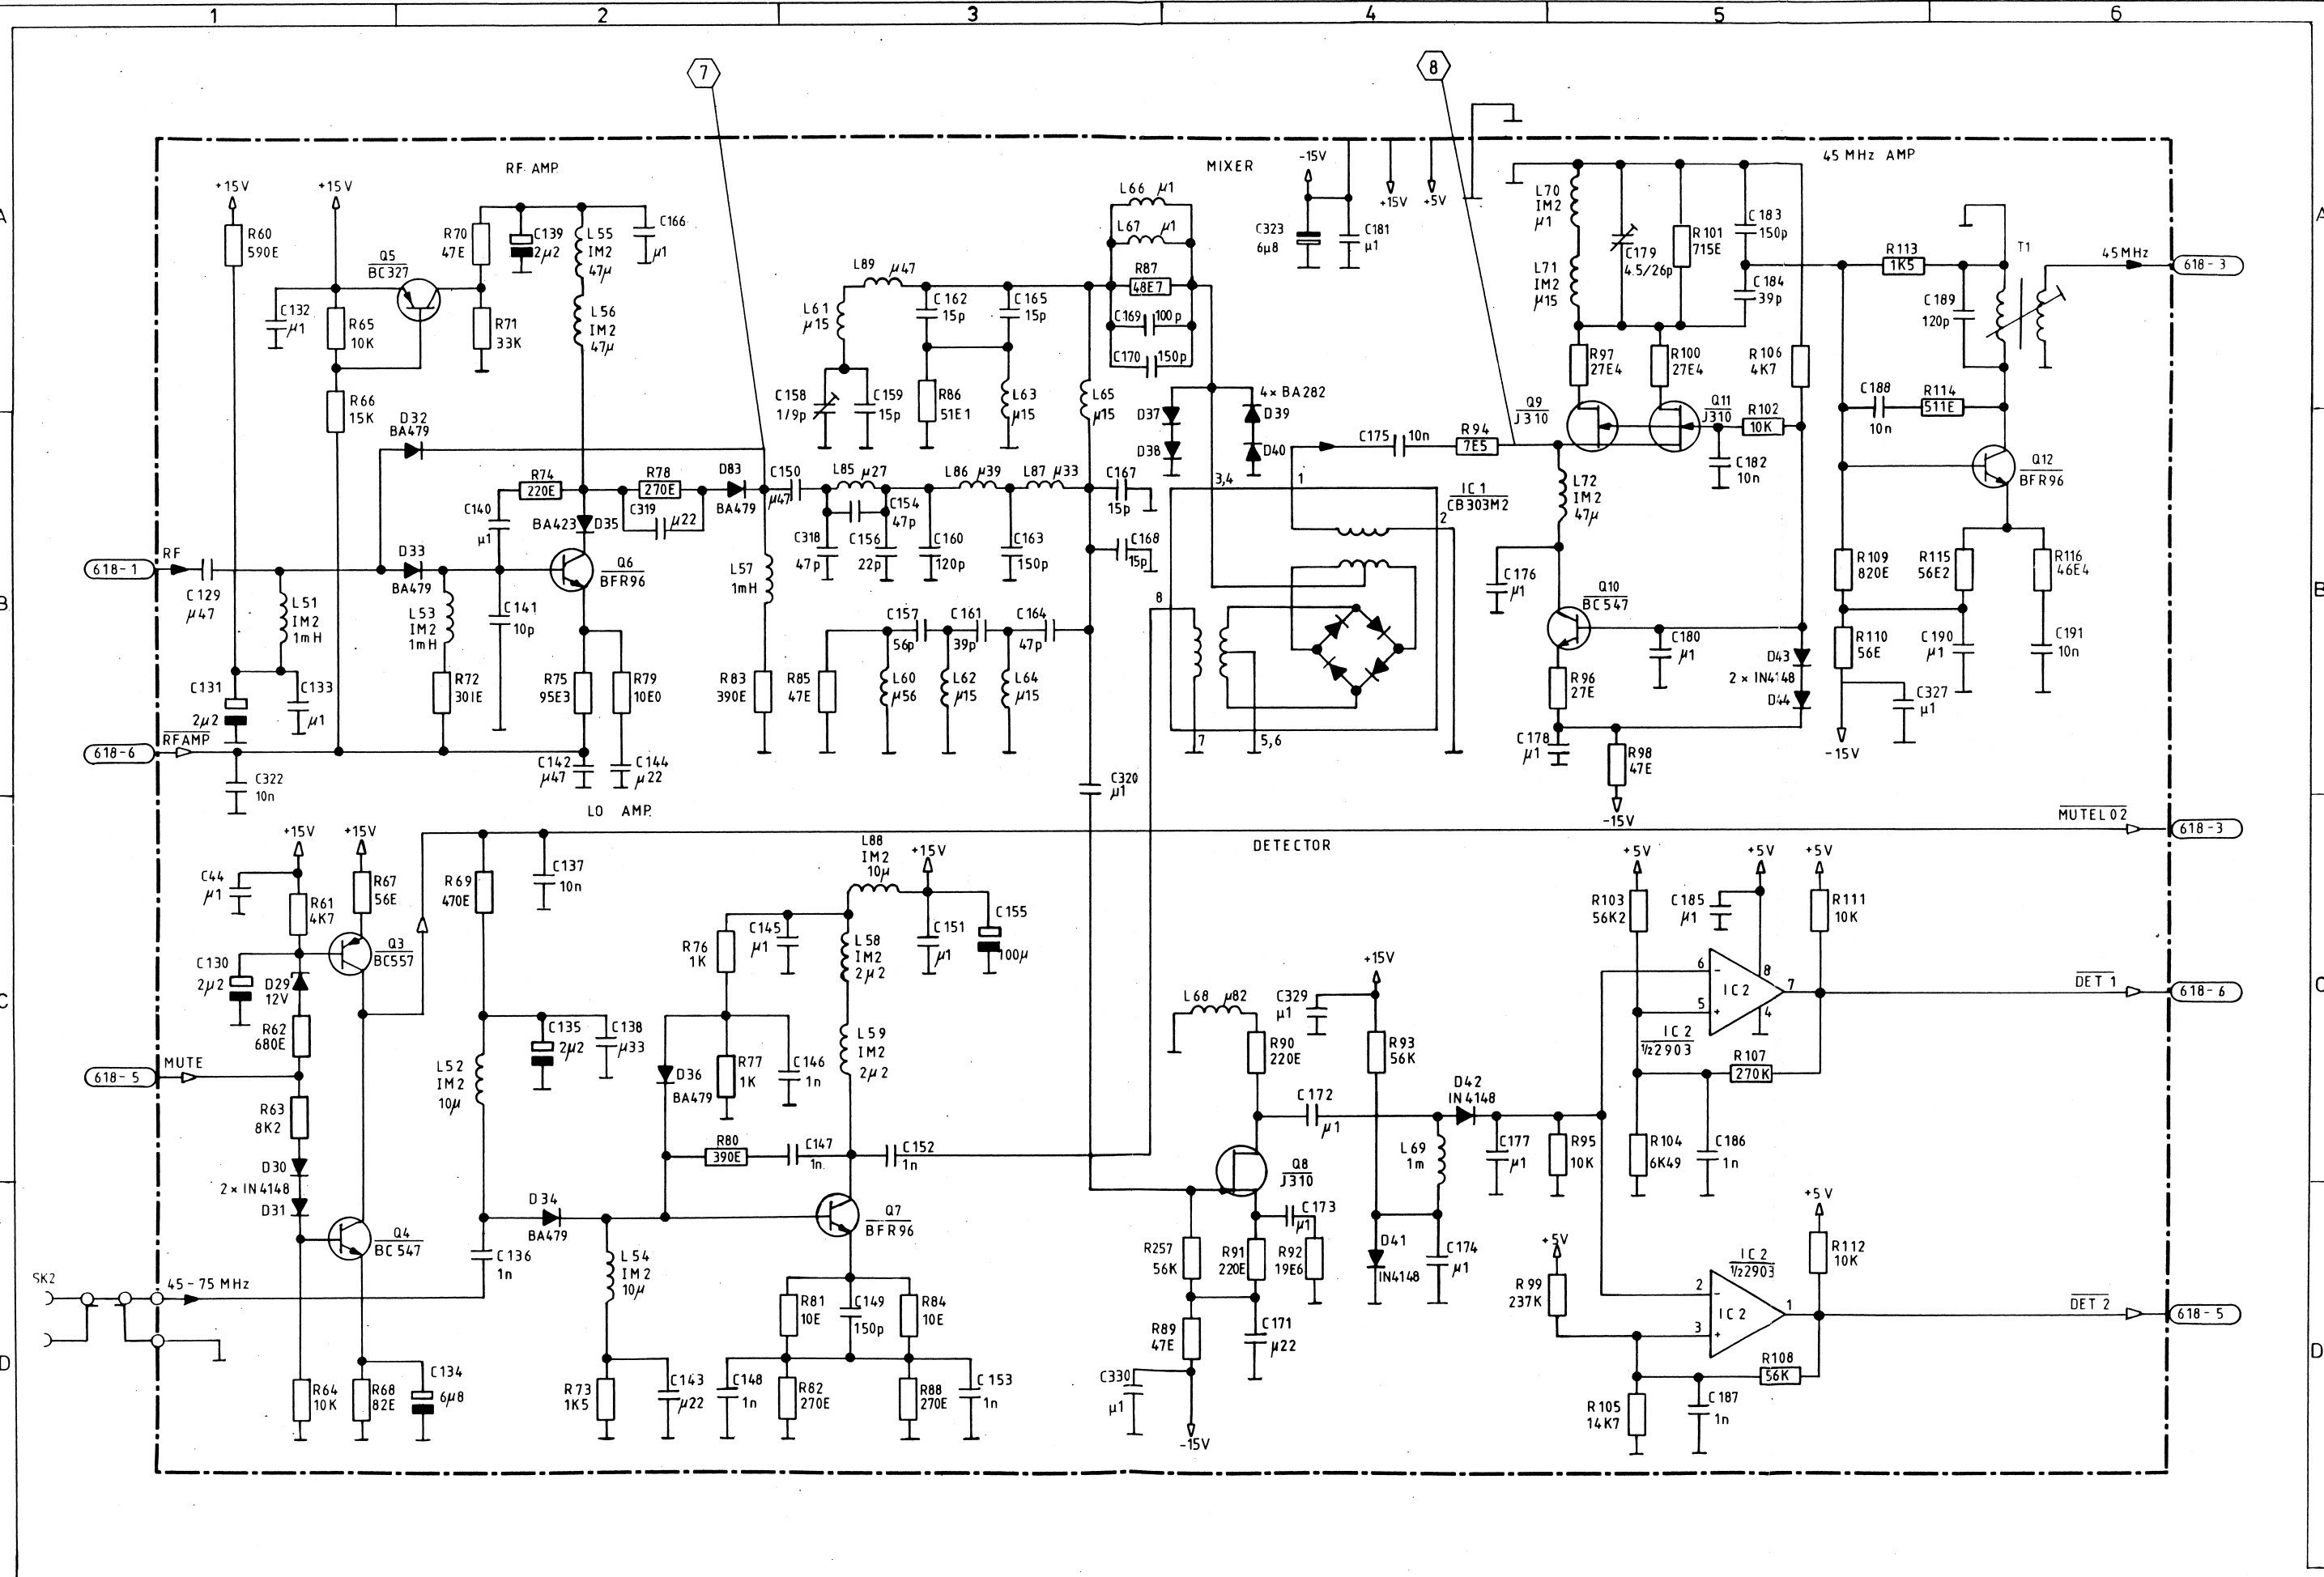 1 2 3 4 5 6
7
8
A
A
B
B
C
C
D
D
RF AMP.
MIXER
45 MHz AMP
+15V
+15V
R60
590E
Q5
BC327
R70
47E
C139
2µ2
L55
IM2
47µ
C166
µ1
C132
µ1
R65
10K
R71
33K
L56
IM2
47µ
R66
15K
D32
BA479
R74
220E
R78
270E
D83
BA479
C319
µ22
C140
µ1
BA423
D35
Q6
BFR96
618-1
RF
C129
µ47
D33
BA479
L51
IM2
1mH
L53
IM2
1mH
C141
10p
C131
2µ2
C133
µ1
R72
301E
R75
95E3
R79
10E0
618-6
RFAMP
C322
10n
C142
µ47
C144
µ22
L57
1mH
R83
390E
C150
µ47
L89 µ47
L61
µ15
C162
15p
C165
15p
C158
1/9p
C159
15p
R86
51E1
L63
µ15
L65
µ15
L66 µ1
L67 µ1
R87
48E7
C169
100p
C170
150p
L85 µ27
L86 µ39
L87 µ33
C154
47p
C318
47p
C156
22p
C160
120p
C163
150p
C167
15p
C168
15p
C157
56p
C161
39p
C164
47p
R85
47E
L60
µ56
L62
µ15
L64
µ15
C320
µ1
-15V
C323
6µ8
C181
µ1
+15V
+5V
D37
D38
4× BA282
D39
D40
3,4
1
2
8
7
5,6
IC1
CB303M2
C175
10n
R94
7E5
L70
IM2
µ1
L71
IM2
µ15
C179
4.5/26p
R101
715E
C183
150p
C184
39p
R97
27E4
R100
27E4
R106
4K7
Q9
J310
Q11
J310
R102
10K
C182
10n
L72
IM2
47µ
C176
µ1
Q10
BC547
C180
µ1
R96
27E
D43
2 × IN4148
D44
C178
µ1
R98
47E
-15V
R113
1K5
C189
120p
T1
45MHz
618-3
C188
10n
R114
511E
Q12
BFR96
R109
820E
R115
56E2
R116
46E4
R110
56E
C190
µ1
C191
10n
C327
µ1
-15V
LO AMP.
DETECTOR
MUTEL02
618-3
+15V
+15V
C44
µ1
R61
4K7
R67
56E
Q3
BC557
C130
2µ2
D29
12V
R62
680E
618-5
MUTE
R63
8K2
D30
2 × IN4148
D31
Q4
BC547
SK2
45-75 MHz
R64
10K
R68
82E
C134
6µ8
R69
470E
C137
10n
C135
2µ2
C138
µ33
L52
IM2
10µ
C136
1n
D34
BA479
L54
IM2
10µ
R73
1K5
C143
µ22
L88
IM2
10µ
+15V
R76
1K
C145
µ1
L58
IM2
2µ2
C151
µ1
C155
100µ
D36
BA479
R77
1K
C146
1n
L59
IM2
2µ2
R80
390E
C147
1n
C152
1n
Q7
BFR96
R81
10E
C149
150p
R84
10E
C148
1n
R82
270E
R88
270E
C153
1n
L68 µ82
C329
µ1
+15V
R90
220E
R93
56K
C172
µ1
D42
IN4148
L69
1m
C177
µ1
R95
10K
Q8
J310
C173
µ1
R257
56K
R91
220E
R92
19E6
D41
IN4148
C174
µ1
R89
47E
C171
µ22
C330
µ1
-15V
+5V
+5V
+5V
R103
56K2
C185
µ1
R111
10K
6
-
8
IC2
7
5
+
4
IC2
½2903
R107
270K
DET 1
618-6
R104
6K49
C186
1n
+5V
+5V
R99
237K
IC2
½2903
R112
10K
2
-
IC2
1
3
+
DET 2
618-5
R108
56K
R105
14K7
C187
1n